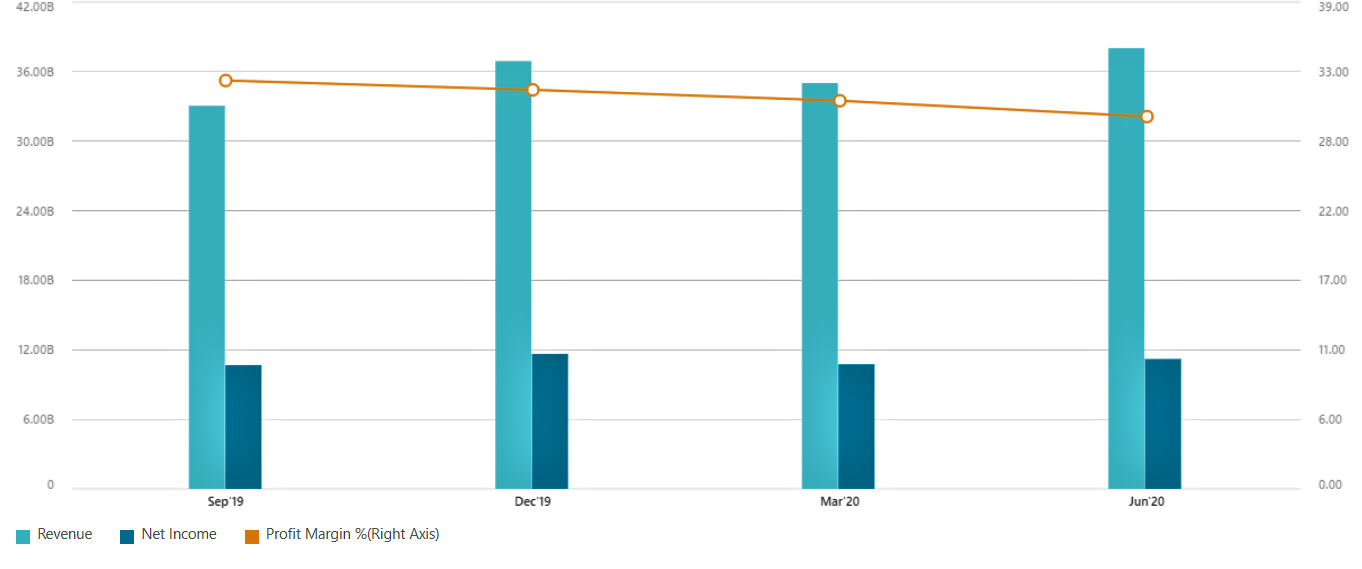 42.00B 39.00
36.00B 33.00
30.00B 28.00
24.00B 22.00
18.00B 17.00
12.00B 11.00
6.00B 6.00
0 0.00
Sep'19 Dec'19 Mar'20 Jun'20
Revenue Net Income Profit Margin %(Right Axis)